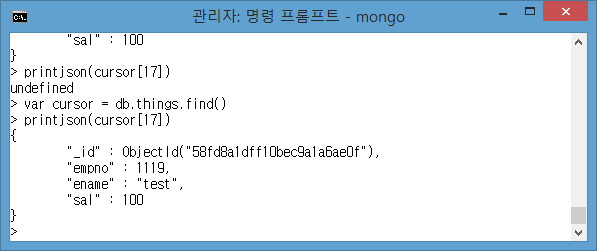 관리자: 명령 프롬프트 - mongo
"sal" : 100
}
> printjson(cursor[17])
undefined
> var cursor = db.things.find()
> printjson(cursor[17])
{
"_id" : ObjectId("58fd8a1dff10bec9a1a6ae0f"),
"empno" : 1119,
"ename" : "test",
"sal" : 100
}
>